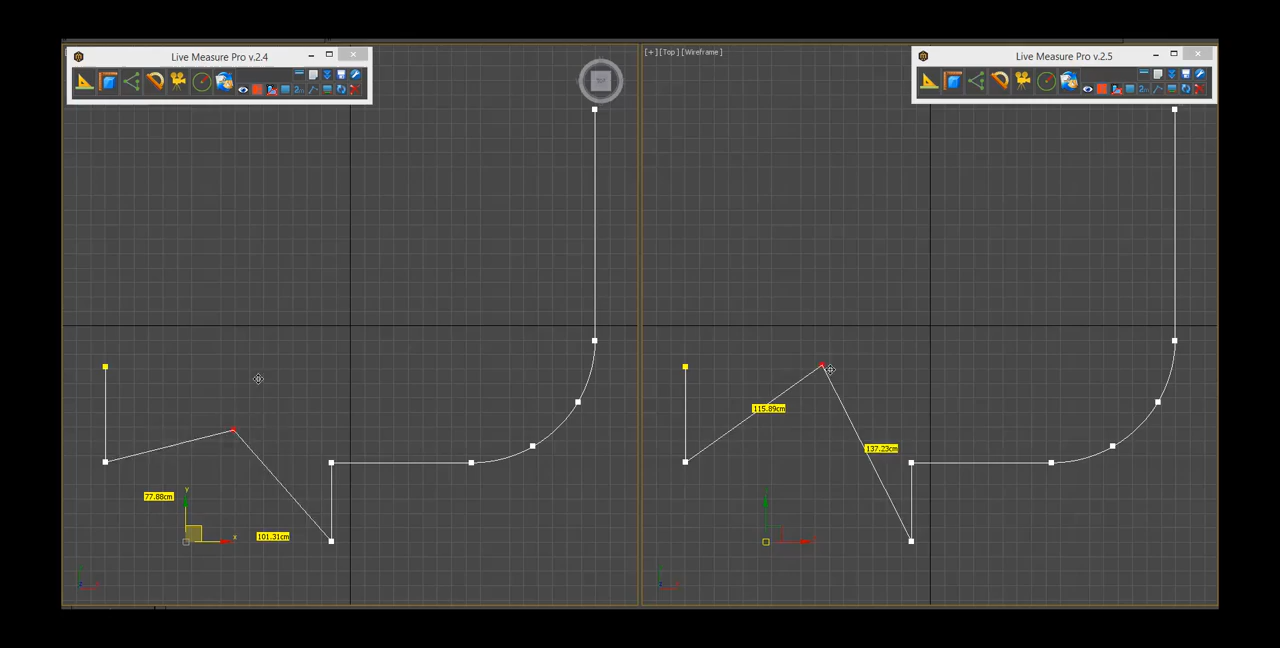 Live Measure Pro v.2.4
[+] [Top] [Wireframe]
Live Measure Pro v.2.5
TOP
115.89cm
137.23cm
77.88cm
101.31cm
y
x